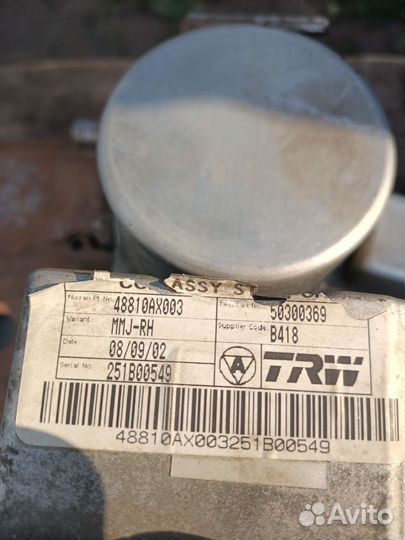 ASSY-S
Nissan Pt No. 48810AX003 50300369
Variant: MMJ-RH Supplier Code: B418
Date 08/09/02
Serial No 251B00549
A TRW
48810AX003251B00549
Avito